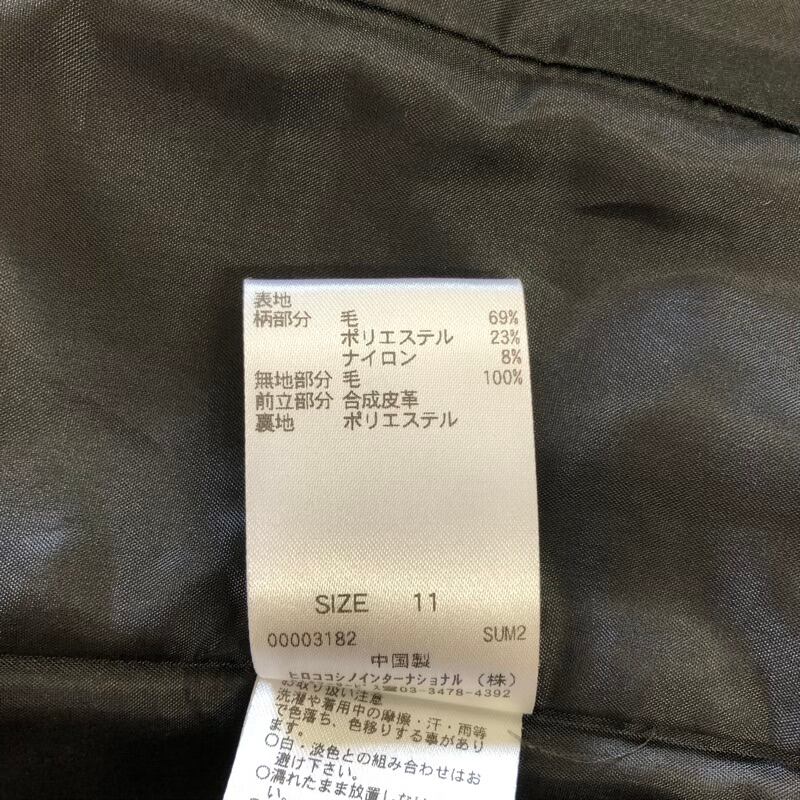 表地
柄部分 毛 69%
ポリエステル 23%
ナイロン 8%
無地部分 毛 100%
前立部分 合成皮革
裏地 ポリエステル
SIZE 11
00003182 SUM2
中国製
ヒロココシノインターナショナル (株)
☎03-3478-4392
お取り扱い注意
洗濯や着用中の摩擦・汗・雨等
で色落ち、色移りする事があり
ます。
○白・淡色との組み合わせはお
避け下さい。
○濡れたまま放置しない